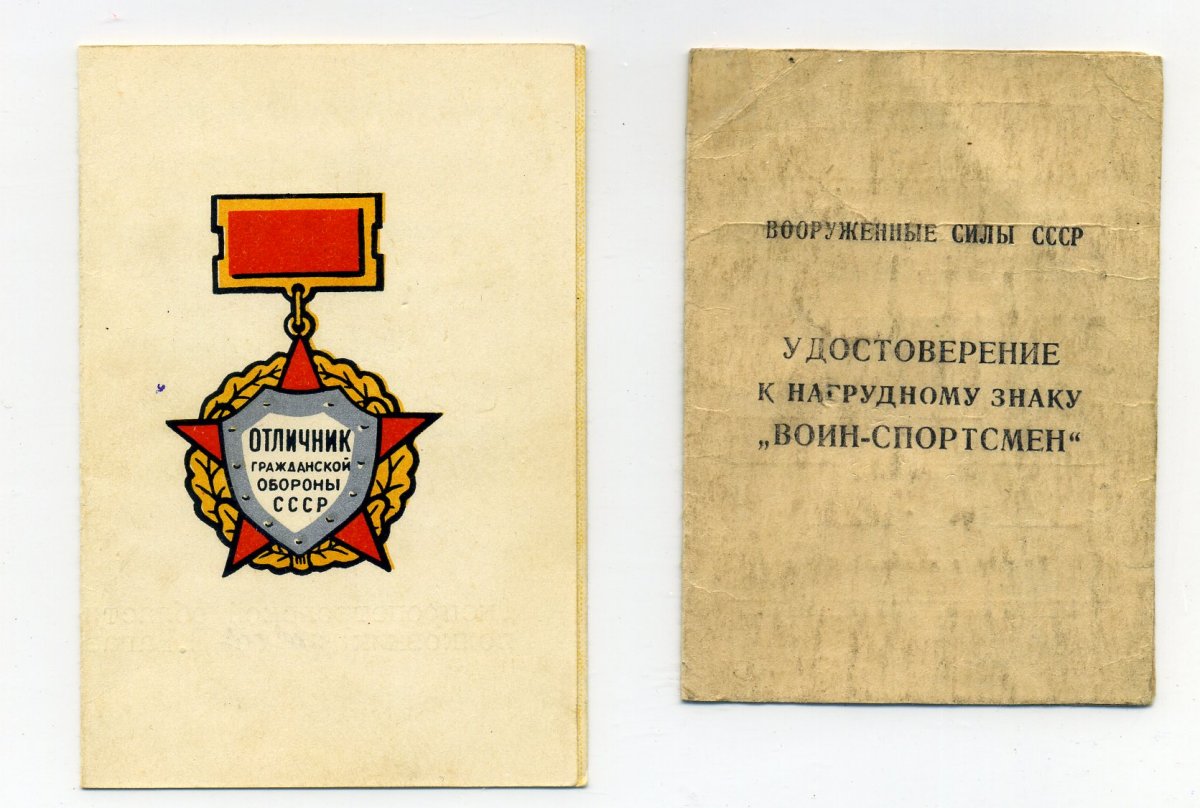 ОТЛИЧНИК
ГРАЖДАНСКОЙ
ОБОРОНЫ
СССР
ВООРУЖЕННЫЕ СИЛЫ СССР
УДОСТОВЕРЕНИЕ
К НАГРУДНОМУ ЗНАКУ
„ВОИН-СПОРТСМЕН“